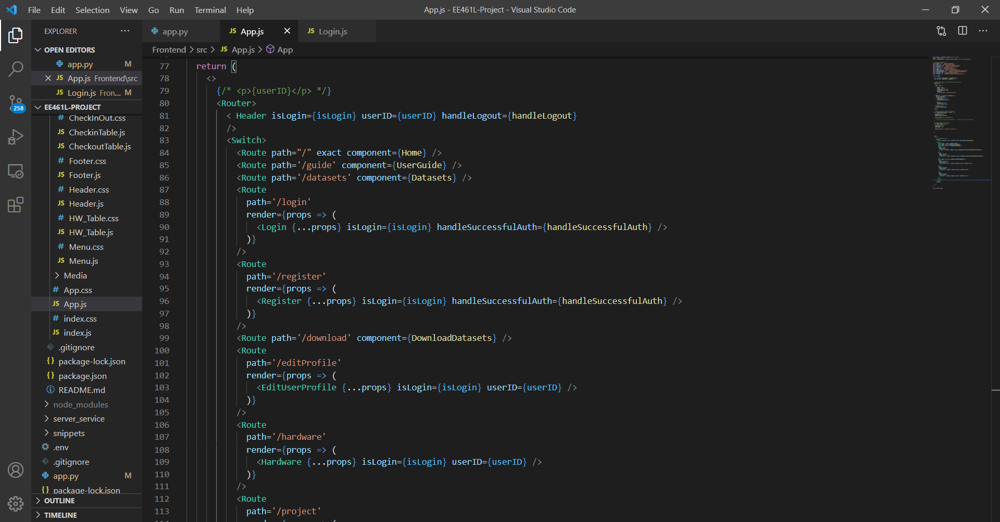 File Edit Selection View Go Run Terminal Help
App.js - EE461L-Project - Visual Studio Code
EXPLORER
OPEN EDITORS
app.py M
App.js Frontend\src
Login.js Fron... M
258
EE461L-PROJECT
CheckInOut.css
CheckinTable.js
CheckoutTable.js
Footer.css
Footer.js
Header.css
Header.js
HW_Table.css
HW_Table.js
Menu.css
Menu.js
Media
App.css
App.js
index.css
index.js
.gitignore
package-lock.json
package.json
README.md
node_modules
server_service
snippets
.env
.gitignore
app.py M
package-lock.json
OUTLINE
TIMELINE
app.py
JS App.js
JS Login.js
Frontend > src > JS App.js > App
77 return (
78 <>
79 {/* <p>{userID}</p> */}
80 <Router>
81 < Header isLogin={isLogin} userID={userID} handleLogout={handleLogout}
82 />
83 <Switch>
84 <Route path="/" exact component={Home} />
85 <Route path='/guide' component={UserGuide} />
86 <Route path='/datasets' component={Datasets} />
87 <Route
88 path='/login'
89 render={props => (
90 <Login {...props} isLogin={isLogin} handleSuccessfulAuth={handleSuccessfulAuth} />
91 )}
92 />
93 <Route
94 path='/register'
95 render={props => (
96 <Register {...props} isLogin={isLogin} handleSuccessfulAuth={handleSuccessfulAuth} />
97 )}
98 />
99 <Route path='/download' component={DownloadDatasets} />
100 <Route
101 path='/editProfile'
102 render={props => (
103 <EditUserProfile {...props} isLogin={isLogin} userID={userID} />
104 )}
105 />
106 <Route
107 path='/hardware'
108 render={props => (
109 <Hardware {...props} isLogin={isLogin} userID={userID} />
110 )}
111 />
112 <Route
113 path='/project'